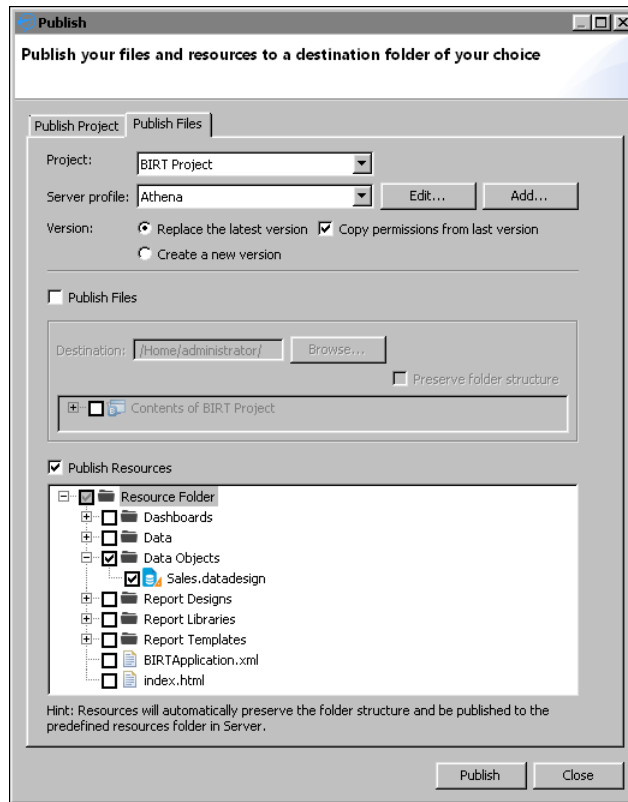 Publish
Publish your files and resources to a destination folder of your choice
Publish Project Publish Files
Project: BIRT Project
Server profile: Athena Edit... Add...
Version: Replace the latest version Copy permissions from last version
Create a new version
Publish Files
Destination: /Home/administrator/ Browse...
Preserve folder structure
Contents of BIRT Project
Publish Resources
Resource Folder
Dashboards
Data
Data Objects
Sales.datadesign
Report Designs
Report Libraries
Report Templates
BIRTApplication.xml
index.html
Hint: Resources will automatically preserve the folder structure and be published to the
predefined resources folder in Server.
Publish Close